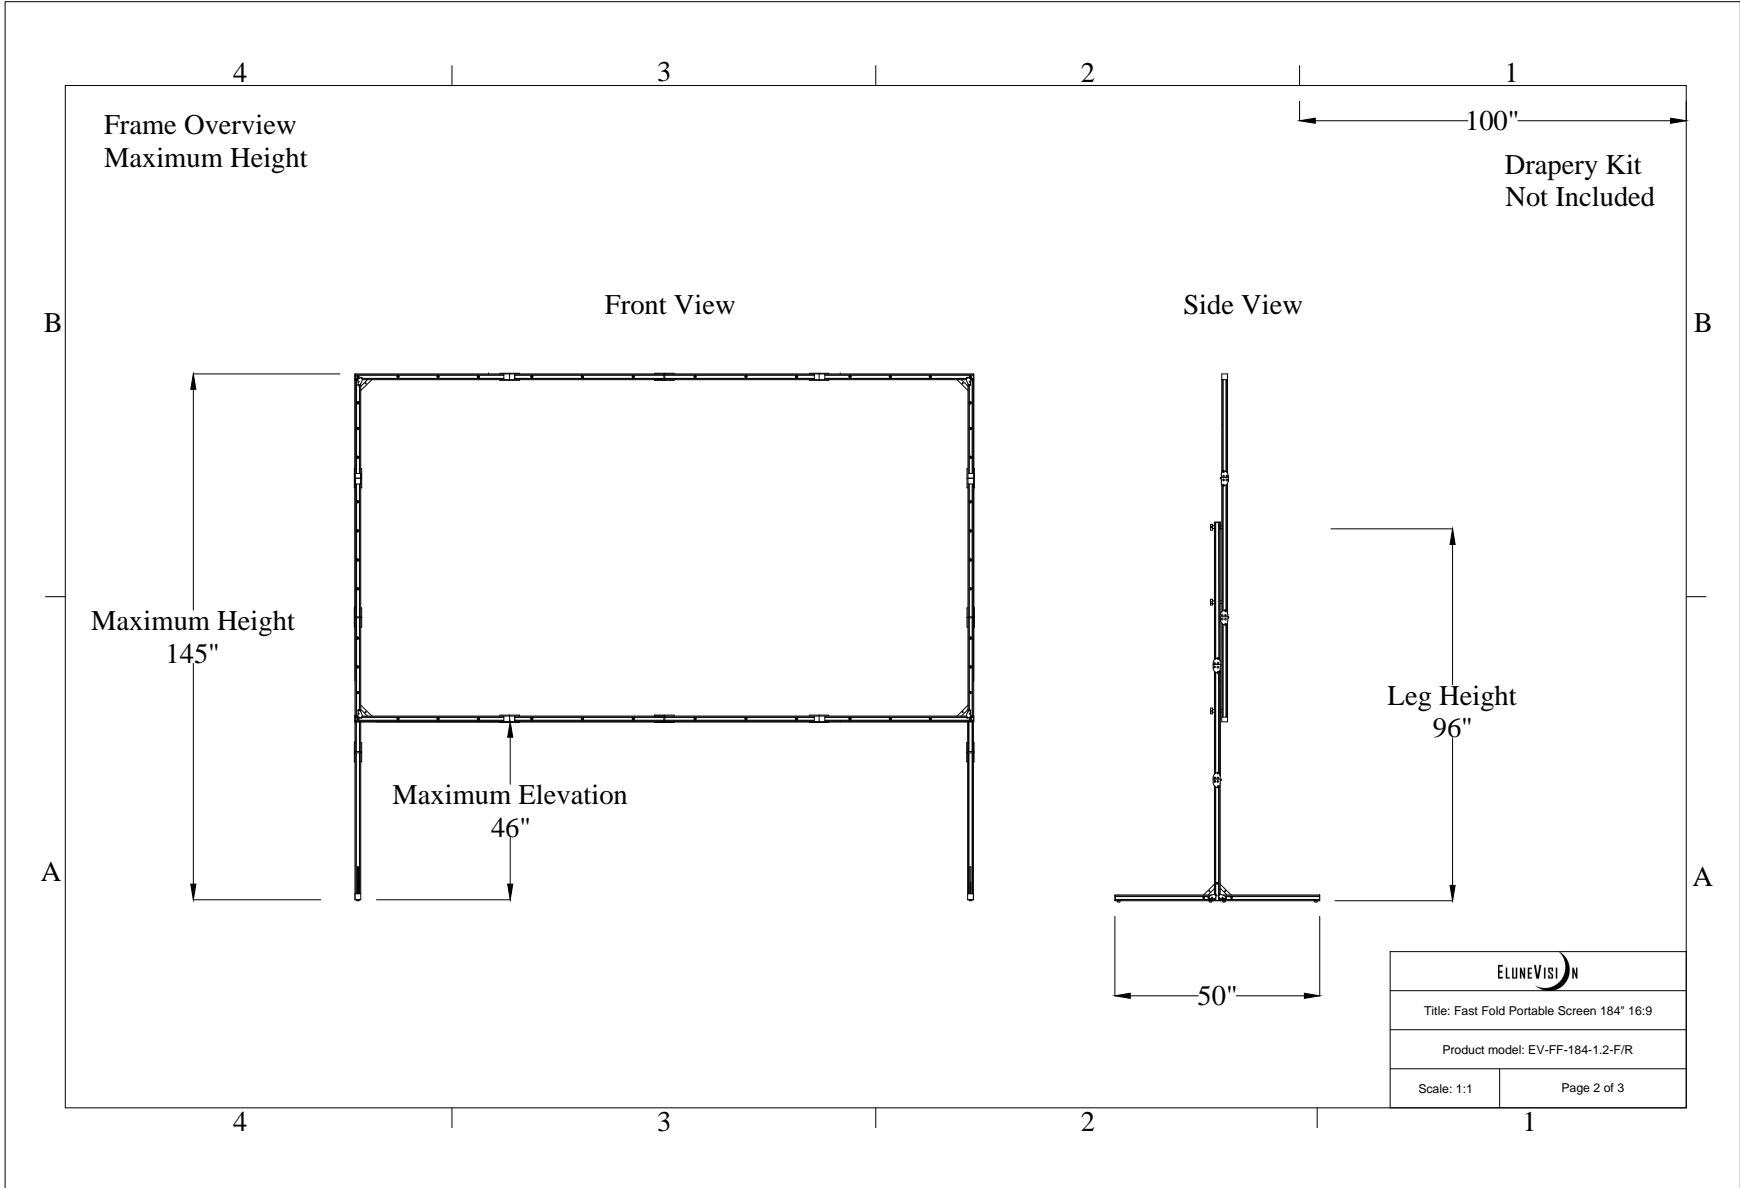 4 3 2 1
Frame Overview
Maximum Height
100"
Drapery Kit
Not Included
Front View
Side View
B
B
Maximum Height
145"
Leg Height
96"
Maximum Elevation
46"
A
A
50"
ELUNEVISION
Title: Fast Fold Portable Screen 184" 16:9
Product model: EV-FF-184-1.2-F/R
Scale: 1:1
Page 2 of 3
4 3 2 1